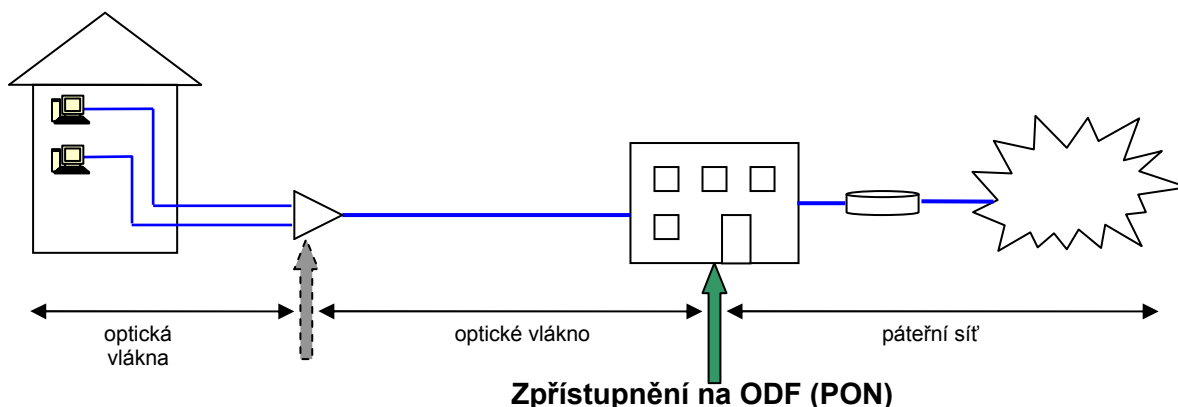 optická
vlákna
optické vlákno
páteřní síť
Zpřístupnění na ODF (PON)